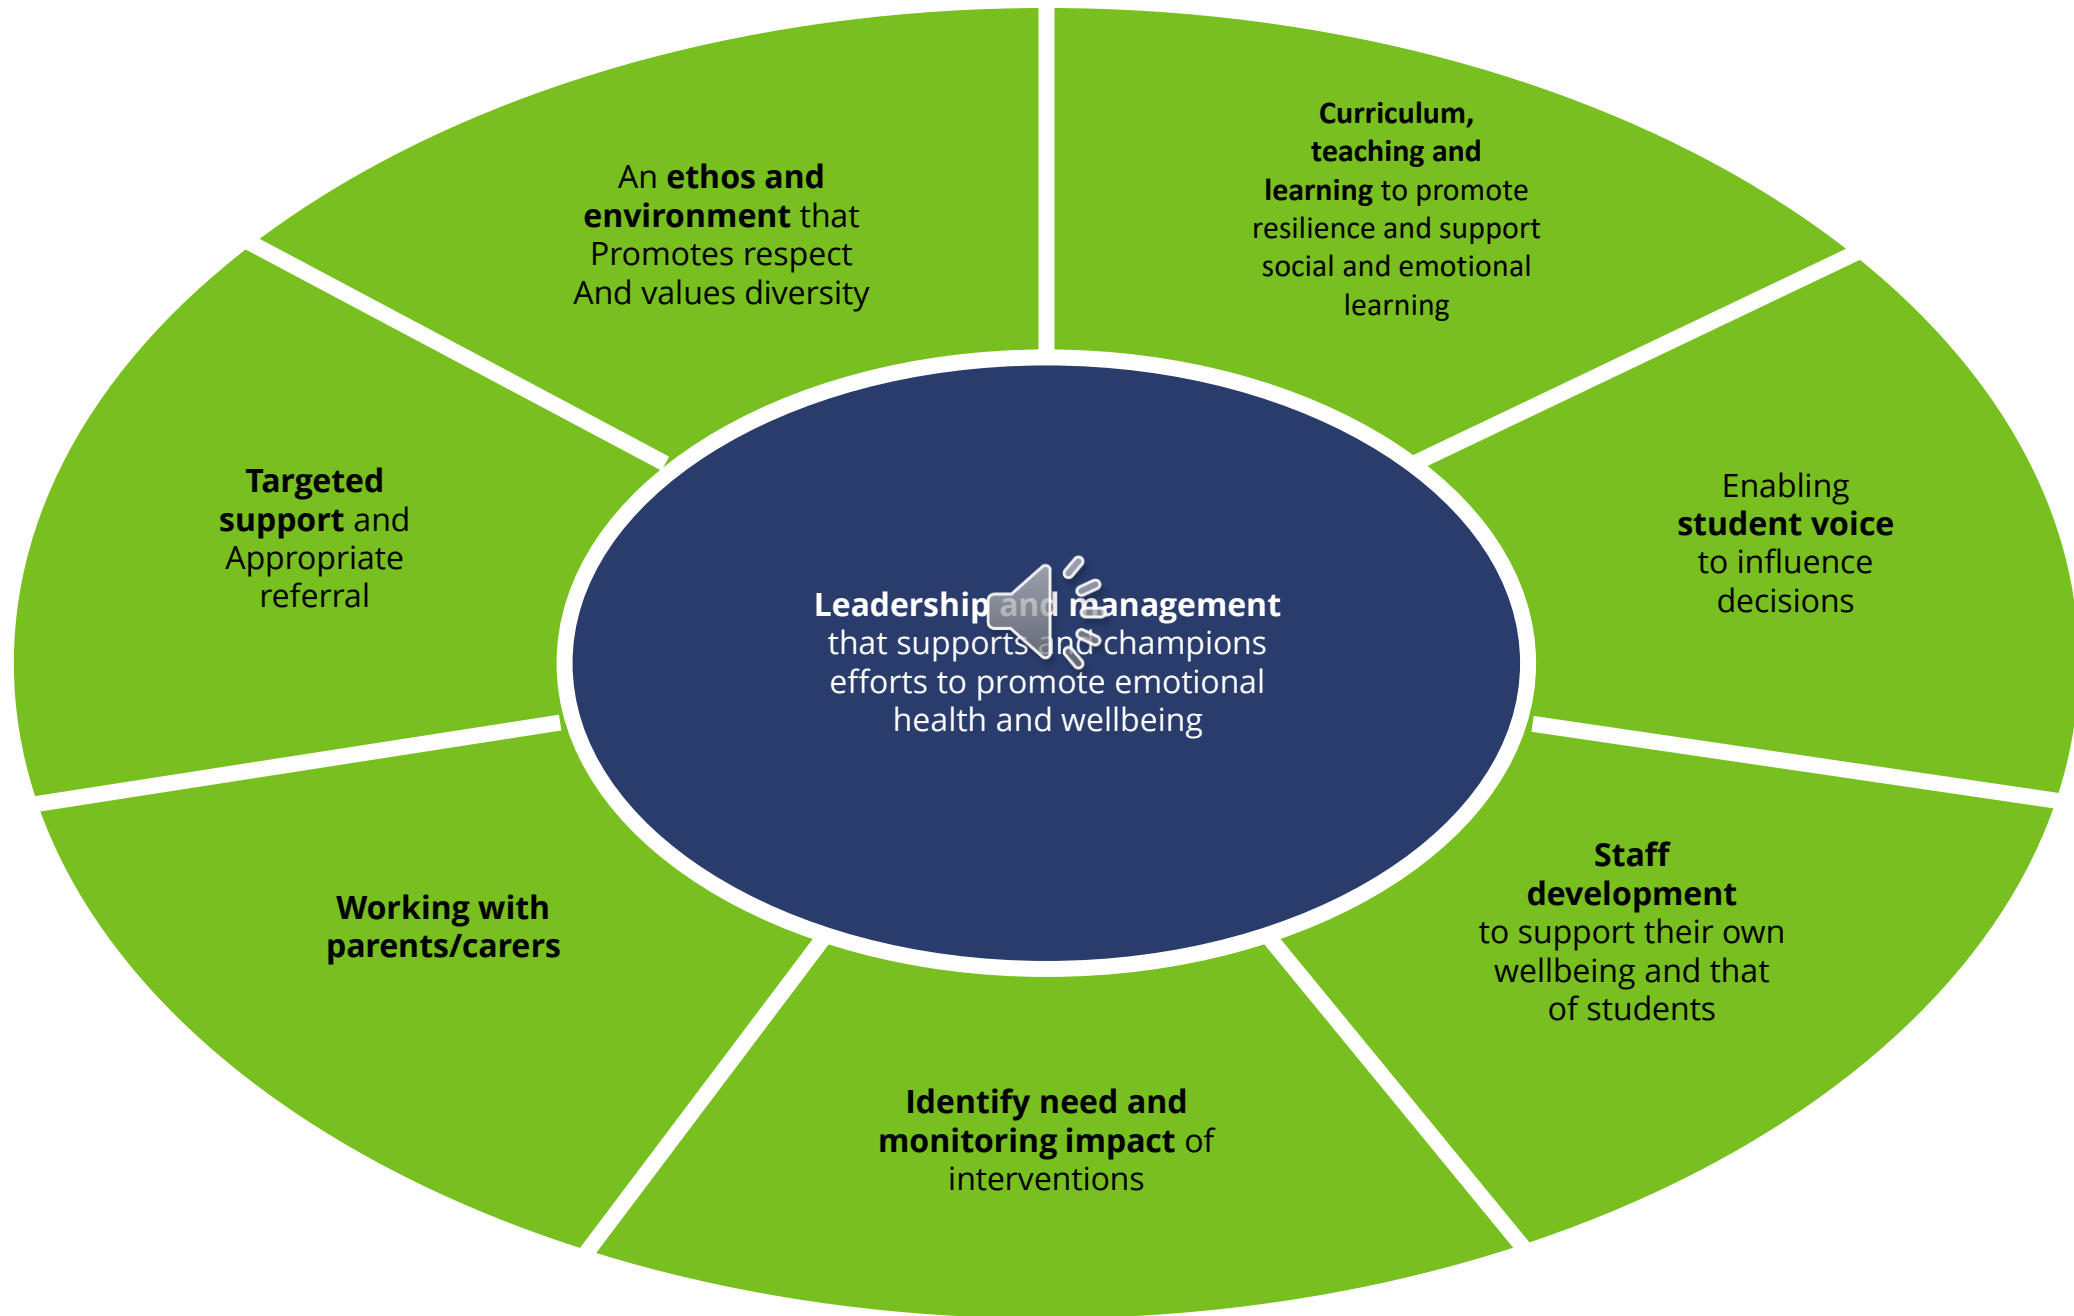 An ethos and
environment that
Promotes respect
And values diversity
Curriculum,
teaching and
learning to promote
resilience and support
social and emotional
learning
Enabling
student voice
to influence
decisions
Staff
development
to support their own
wellbeing and that
of students
Identify need and
monitoring impact of
interventions
Working with
parents/carers
Targeted
support and
Appropriate
referral
Leadership and management
that supports and champions
efforts to promote emotional
health and wellbeing